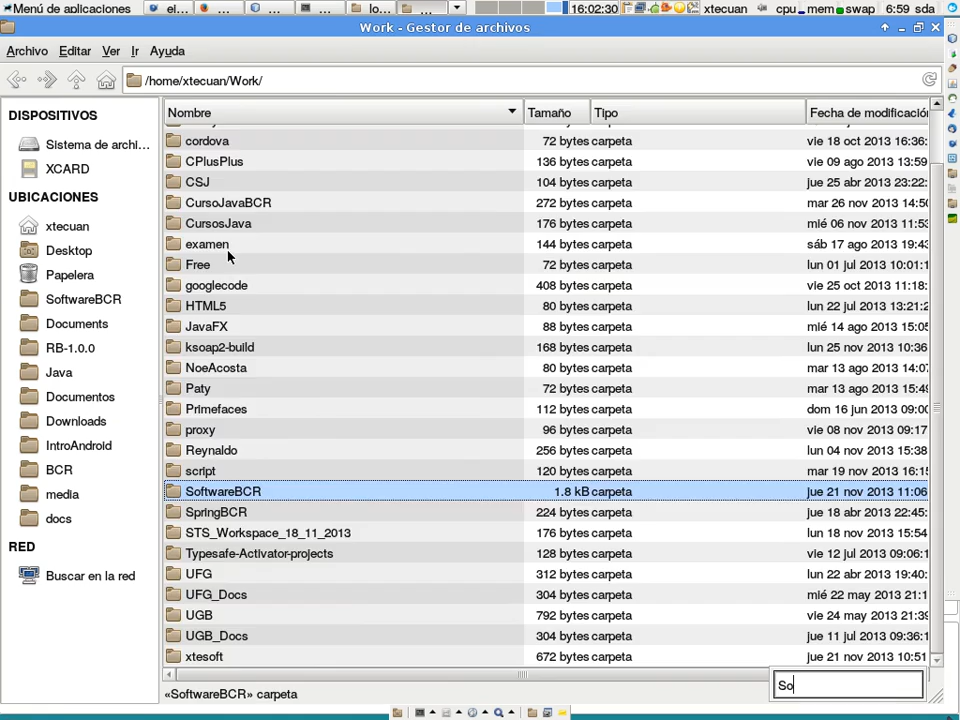 Menú de aplicaciones el... ... ... ... lo... ... 16:02:30 xtecuan cpu mem swap 6:59 sda
Work - Gestor de archivos
Archivo Editar Ver Ir Ayuda
/home/xtecuan/Work/
DISPOSITIVOS
Sistema de archi...
XCARD
UBICACIONES
xtecuan
Desktop
Papelera
SoftwareBCR
Documents
RB-1.0.0
Java
Documentos
Downloads
IntroAndroid
BCR
media
docs
RED
Buscar en la red
Nombre Tamaño Tipo Fecha de modificación
cordova 72 bytes carpeta vie 18 oct 2013 16:36:
CPlusPlus 136 bytes carpeta vie 09 ago 2013 13:59
CSJ 104 bytes carpeta jue 25 abr 2013 23:22:
CursoJavaBCR 272 bytes carpeta mar 26 nov 2013 14:50
CursosJava 176 bytes carpeta mié 06 nov 2013 11:53
examen 144 bytes carpeta sáb 17 ago 2013 19:43
Free 72 bytes carpeta lun 01 jul 2013 10:01:1
googlecode 408 bytes carpeta vie 25 oct 2013 11:18:
HTML5 80 bytes carpeta lun 22 jul 2013 13:21:2
JavaFX 88 bytes carpeta mié 14 ago 2013 15:05
ksoap2-build 168 bytes carpeta lun 25 nov 2013 10:36
NoeAcosta 80 bytes carpeta mar 13 ago 2013 14:07
Paty 72 bytes carpeta mar 13 ago 2013 15:49
Primefaces 112 bytes carpeta dom 16 jun 2013 09:00
proxy 96 bytes carpeta vie 08 nov 2013 09:17
Reynaldo 256 bytes carpeta lun 04 nov 2013 15:38
script 120 bytes carpeta mar 19 nov 2013 16:15
SoftwareBCR 1.8 kB carpeta jue 21 nov 2013 11:06
SpringBCR 224 bytes carpeta jue 18 abr 2013 22:45:
STS_Workspace_18_11_2013 176 bytes carpeta lun 18 nov 2013 15:54
Typesafe-Activator-projects 128 bytes carpeta vie 12 jul 2013 09:06:1
UFG 312 bytes carpeta lun 22 abr 2013 19:40:
UFG_Docs 304 bytes carpeta mié 22 may 2013 21:1
UGB 792 bytes carpeta vie 24 may 2013 21:39
UGB_Docs 304 bytes carpeta jue 11 jul 2013 09:36:1
xtesoft 672 bytes carpeta jue 21 nov 2013 10:51
«SoftwareBCR» carpeta
So